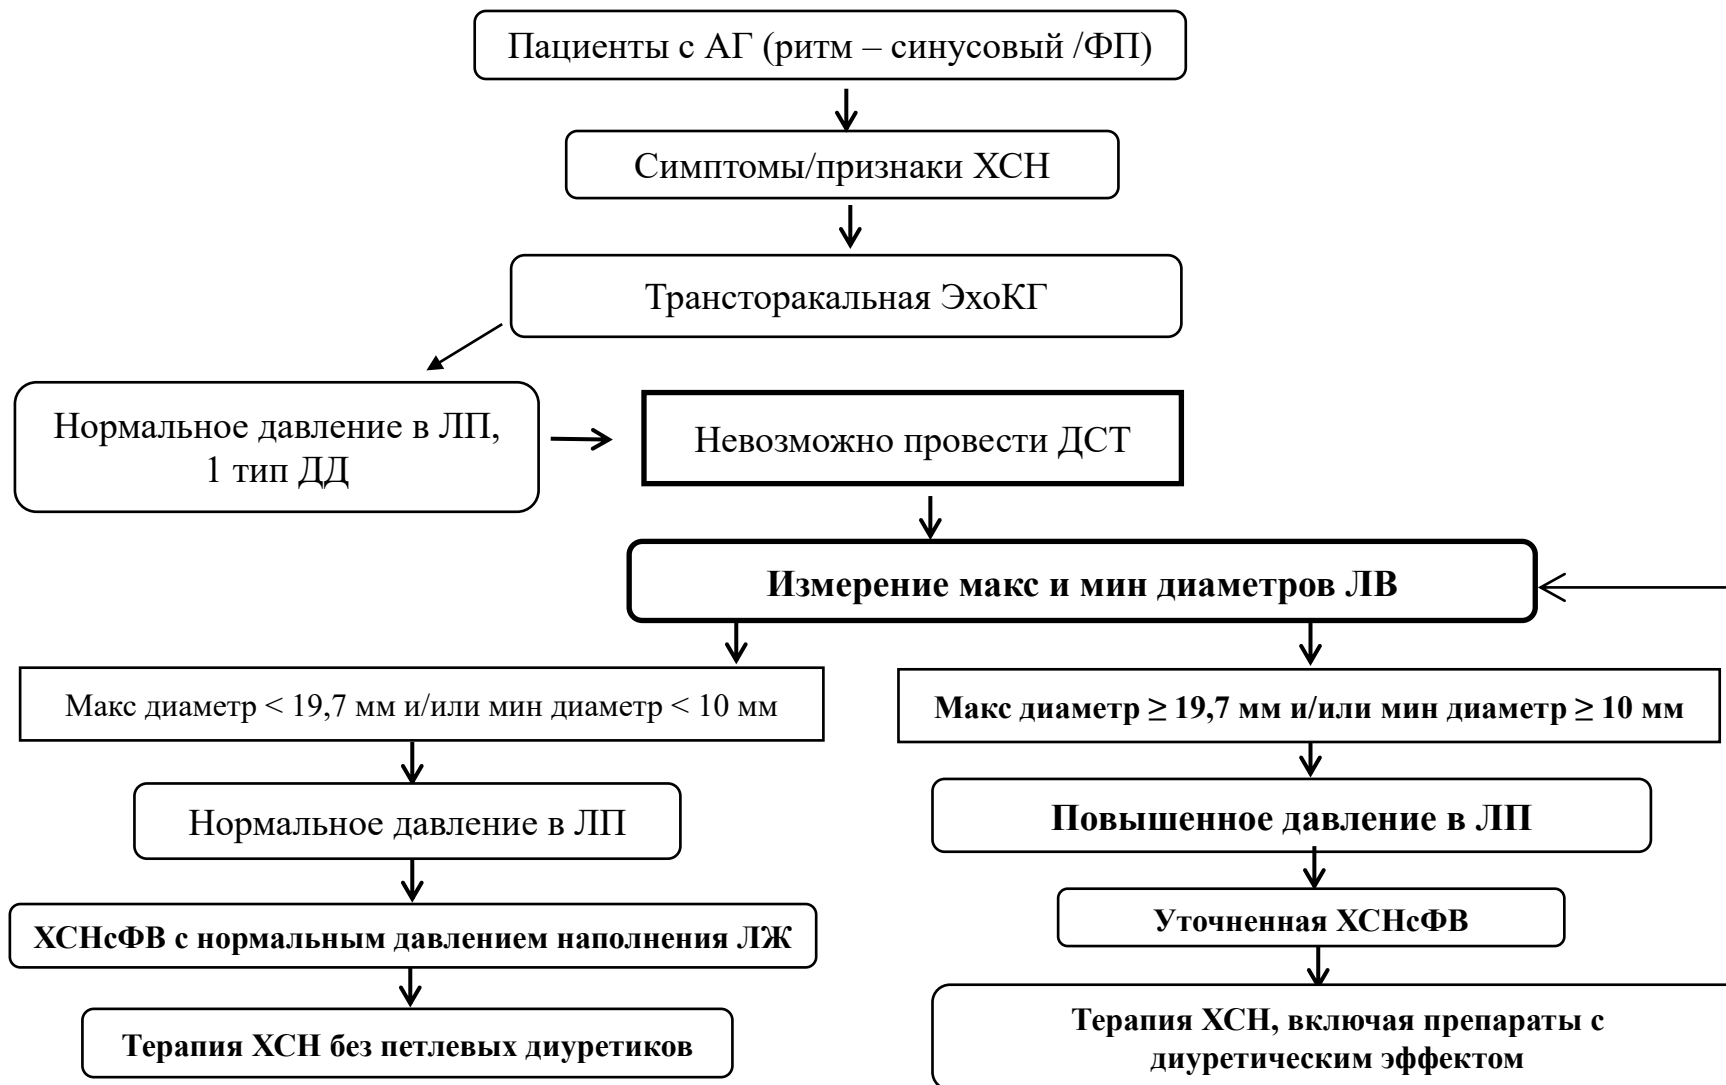 Пациенты с АГ (ритм – синусовый /ФП)
Симптомы/признаки ХСН
Трансторакальная ЭхоКГ
Нормальное давление в ЛП,
1 тип ДД
Невозможно провести ДСТ
Измерение макс и мин диаметров ЛВ
Макс диаметр < 19,7 мм и/или мин диаметр < 10 мм
Макс диаметр ≥ 19,7 мм и/или мин диаметр ≥ 10 мм
Нормальное давление в ЛП
Повышенное давление в ЛП
ХСНсФВ с нормальным давлением наполнения ЛЖ
Уточненная ХСНсФВ
Терапия ХСН без петлевых диуретиков
Терапия ХСН, включая препараты с
диуретическим эффектом